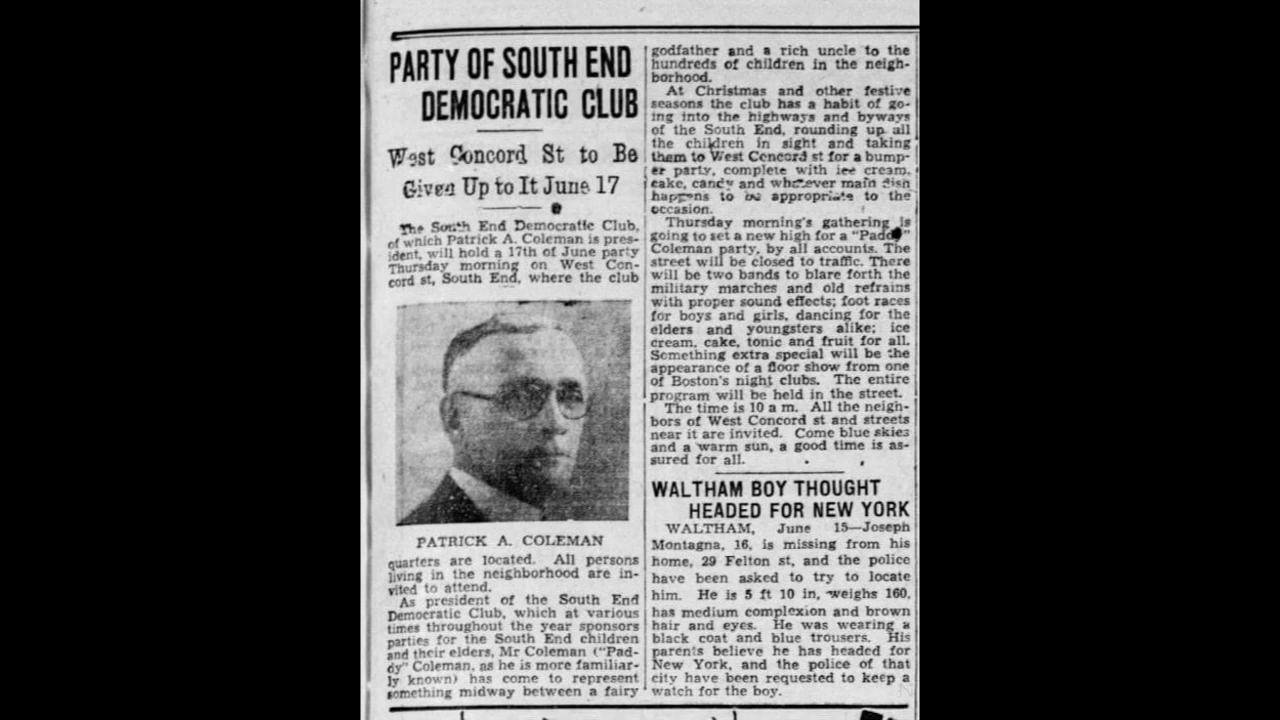 PARTY OF SOUTH END
DEMOCRATIC CLUB
West Concord St to Be
Given Up to It June 17
The South End Democratic Club,
of which Patrick A. Coleman is pres-
ident, will hold a 17th of June party
Thursday morning on West Con-
cord st, South End, where the club
PATRICK A. COLEMAN
quarters are located. All persons
living in the neighborhood are in-
vited to attend.
As president of the South End
Democratic Club, which at various
times throughout the year sponsors
parties for the South End children
and their elders, Mr Coleman ("Pad-
dy" Coleman, as he is more familiar-
ly known) has come to represent
something midway between a fairy
godfather and a rich uncle to the
hundreds of children in the neigh-
borhood.
At Christmas and other festive
seasons the club has a habit of go-
ing into the highways and byways
of the South End, rounding up all
the children in sight and taking
them to West Concord st for a bump-
er party, complete with ice cream,
cake, candy and whatever main dish
happens to be appropriate to the
occasion.
Thursday morning's gathering is
going to set a new high for a "Paddy"
Coleman party, by all accounts. The
street will be closed to traffic. There
will be two bands to blare forth the
military marches and old refrains
with proper sound effects; foot races
for boys and girls, dancing for the
elders and youngsters alike; ice
cream, cake, tonic and fruit for all.
Something extra special will be the
appearance of a floor show from one
of Boston's night clubs. The entire
program will be held in the street.
The time is 10 a m. All the neigh-
bors of West Concord st and streets
near it are invited. Come blue skies
and a warm sun, a good time is as-
sured for all.
WALTHAM BOY THOUGHT
HEADED FOR NEW YORK
WALTHAM, June 15—Joseph
Montagna, 16, is missing from his
home, 29 Felton st, and the police
have been asked to try to locate
him. He is 5 ft 10 in, weighs 160,
has medium complexion and brown
hair and eyes. He was wearing a
black coat and blue trousers. His
parents believe he has headed for
New York, and the police of that
city have been requested to keep a
watch for the boy.